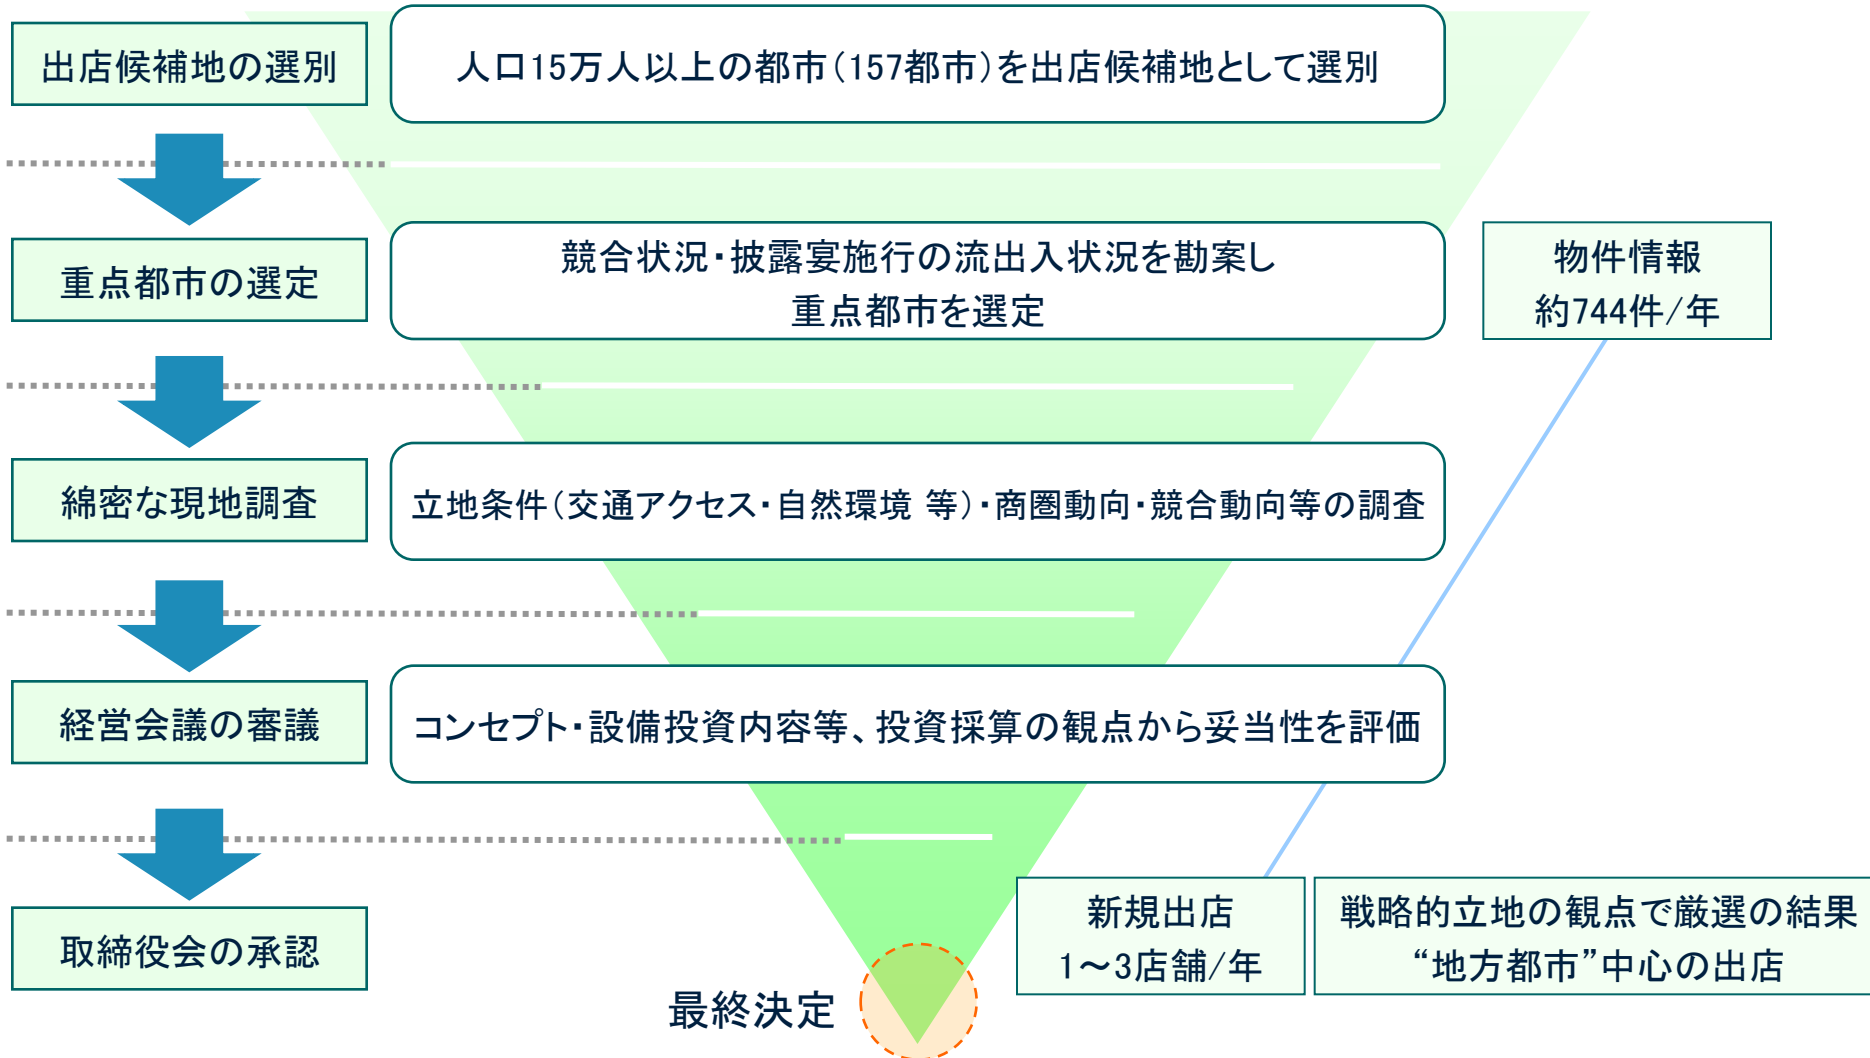 出店候補地の選別
人口15万人以上の都市（157都市）を出店候補地として選別
重点都市の選定
競合状況・披露宴施行の流出入状況を勘案し
重点都市を選定
物件情報
約744件/年
綿密な現地調査
立地条件（交通アクセス・自然環境 等）・商圏動向・競合動向等の調査
経営会議の審議
コンセプト・設備投資内容等、投資採算の観点から妥当性を評価
取締役会の承認
新規出店
1～3店舗/年
戦略的立地の観点で厳選の結果
“地方都市”中心の出店
最終決定